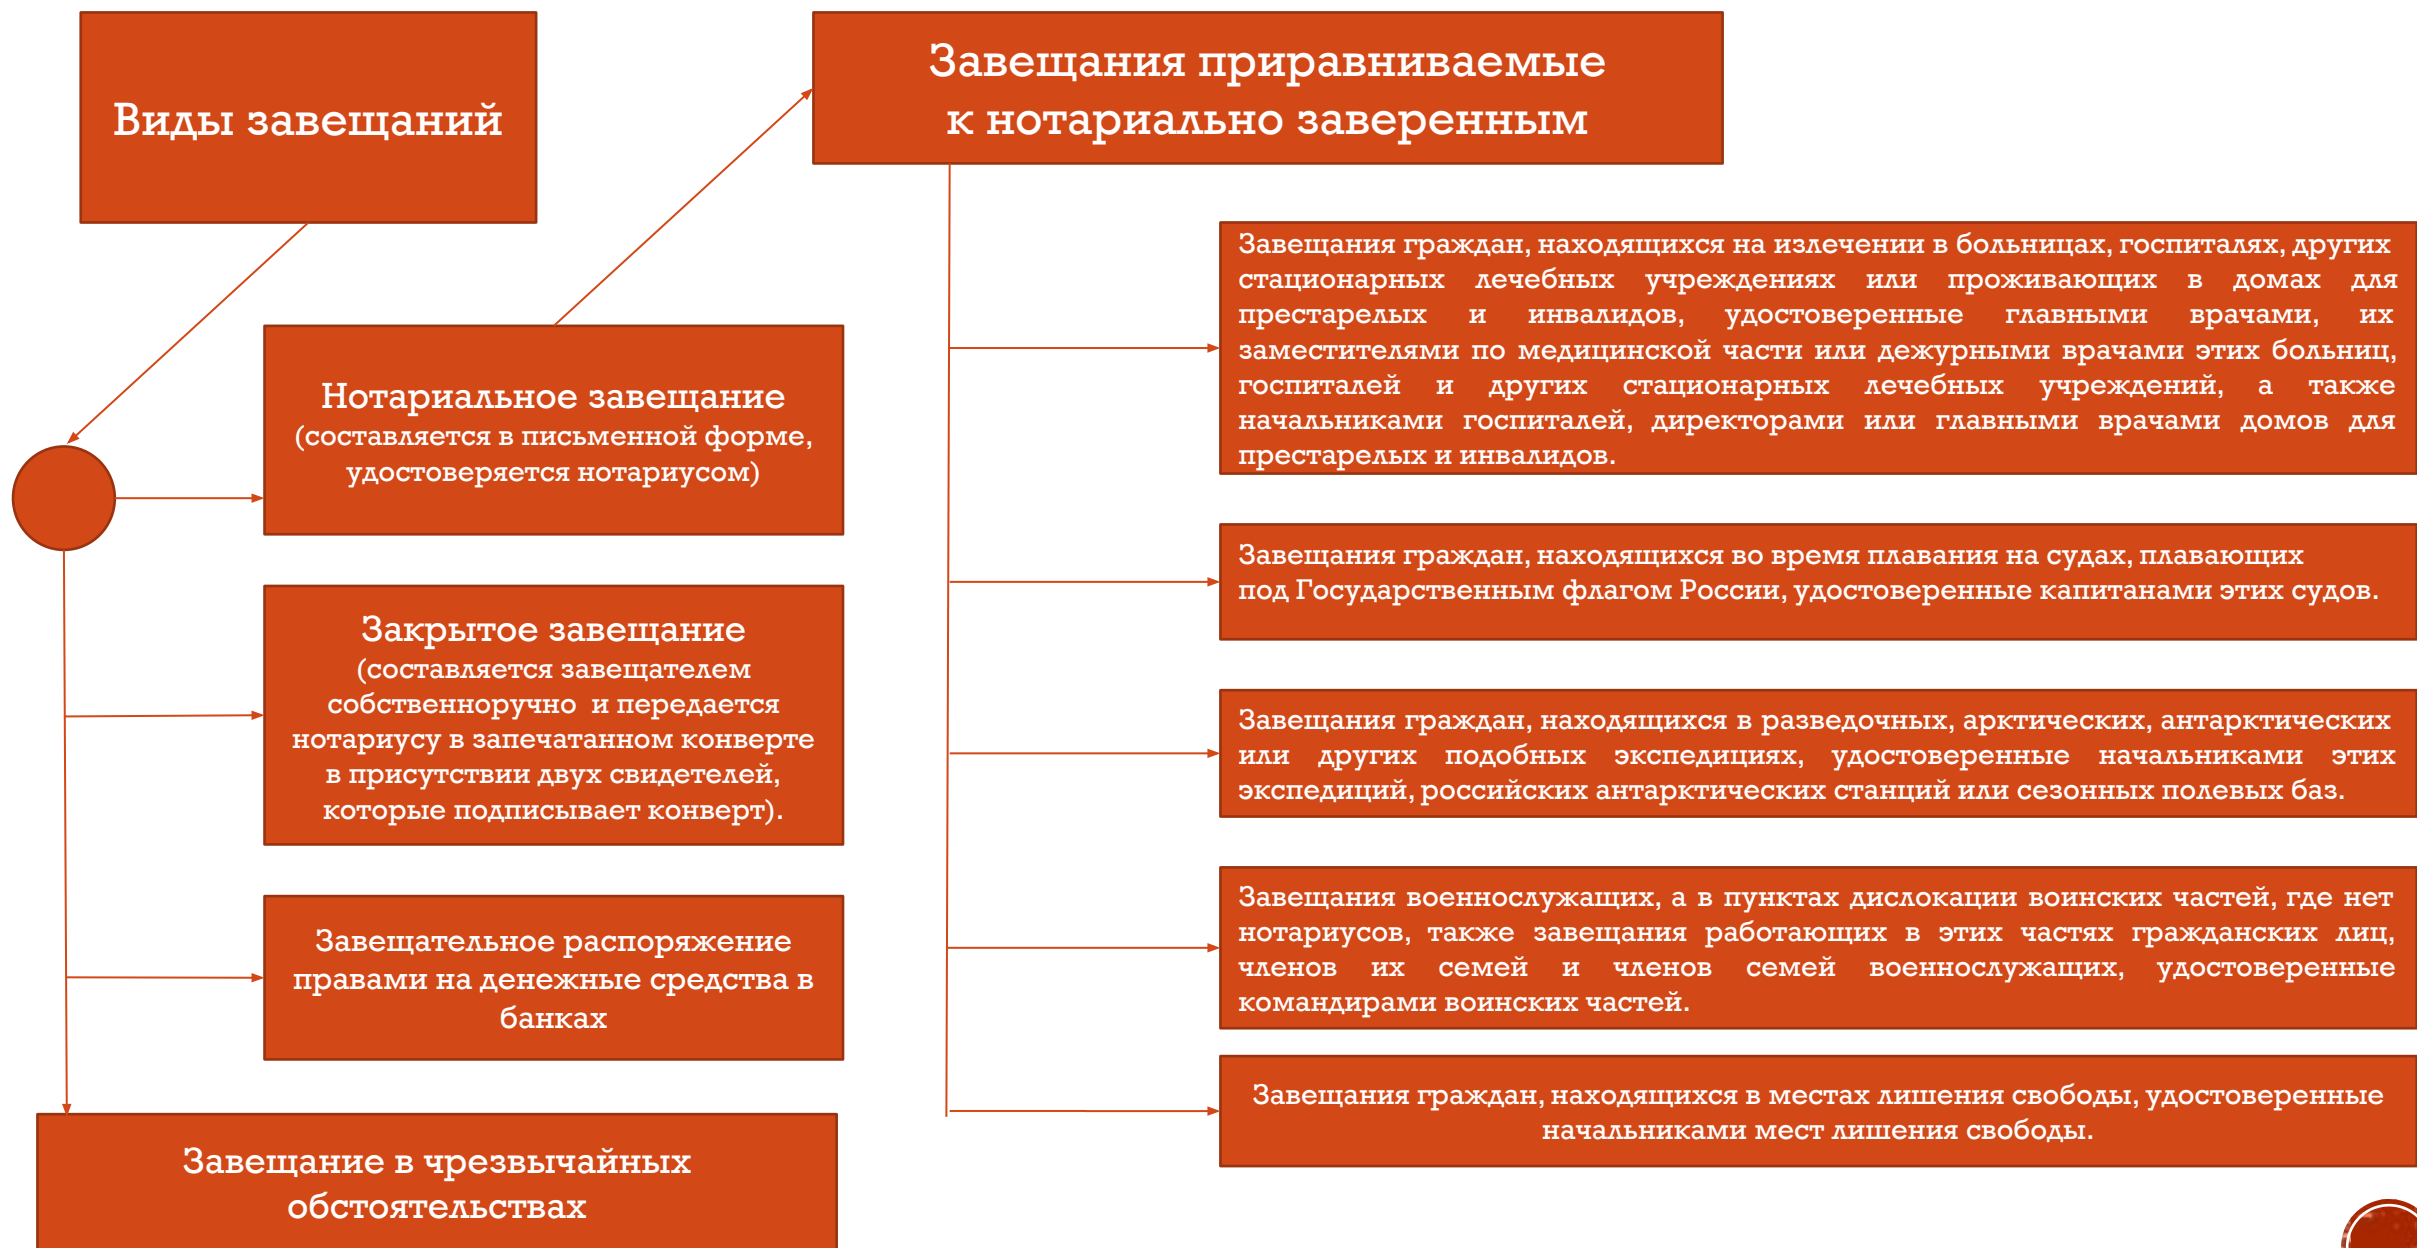 Виды завещаний
Завещания приравниваемые
к нотариально заверенным
Нотариальное завещание
(составляется в письменной форме,
удостоверяется нотариусом)
Закрытое завещание
(составляется завещателем
собственноручно и передается
нотариусу в запечатанном конверте
в присутствии двух свидетелей,
которые подписывает конверт).
Завещательное распоряжение
правами на денежные средства в
банках
Завещание в чрезвычайных
обстоятельствах
Завещания граждан, находящихся на излечении в больницах, госпиталях, других
стационарных лечебных учреждениях или проживающих в домах для
престарелых и инвалидов, удостоверенные главными врачами, их
заместителями по медицинской части или дежурными врачами этих больниц,
госпиталей и других стационарных лечебных учреждений, а также
начальниками госпиталей, директорами или главными врачами домов для
престарелых и инвалидов.
Завещания граждан, находящихся во время плавания на судах, плавающих
под Государственным флагом России, удостоверенные капитанами этих судов.
Завещания граждан, находящихся в разведочных, арктических, антарктических
или других подобных экспедициях, удостоверенные начальниками этих
экспедиций, российских антарктических станций или сезонных полевых баз.
Завещания военнослужащих, а в пунктах дислокации воинских частей, где нет
нотариусов, также завещания работающих в этих частях гражданских лиц,
членов их семей и членов семей военнослужащих, удостоверенные
командирами воинских частей.
Завещания граждан, находящихся в местах лишения свободы, удостоверенные
начальниками мест лишения свободы.